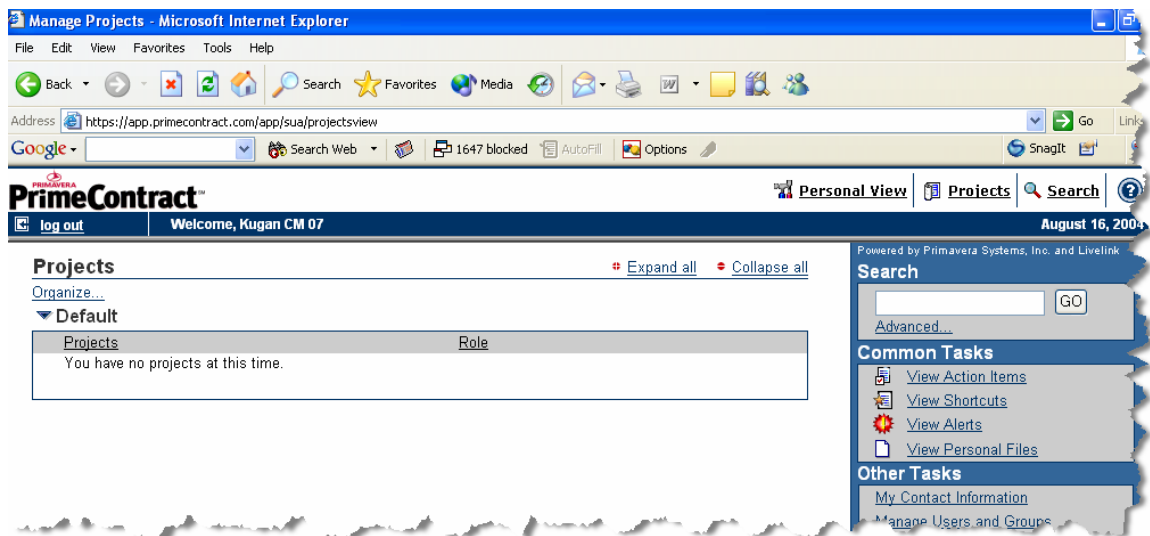 Manage Projects - Microsoft Internet Explorer
File Edit View Favorites Tools Help
Back Search Favorites Media
Address https://app.primecontract.com/app/sua/projectsview Go Links
Google Search Web 1647 blocked AutoFill Options SnagIt
PRIMAVERA
PrimeContract™ Personal View Projects Search ?
log out Welcome, Kugan CM 07 August 16, 2004
Projects Expand all Collapse all
Organize...
Default
Projects Role
You have no projects at this time.
Powered by Primavera Systems, Inc. and Livelink
Search
GO
Advanced...
Common Tasks
View Action Items
View Shortcuts
View Alerts
View Personal Files
Other Tasks
My Contact Information
Manage Users and Groups